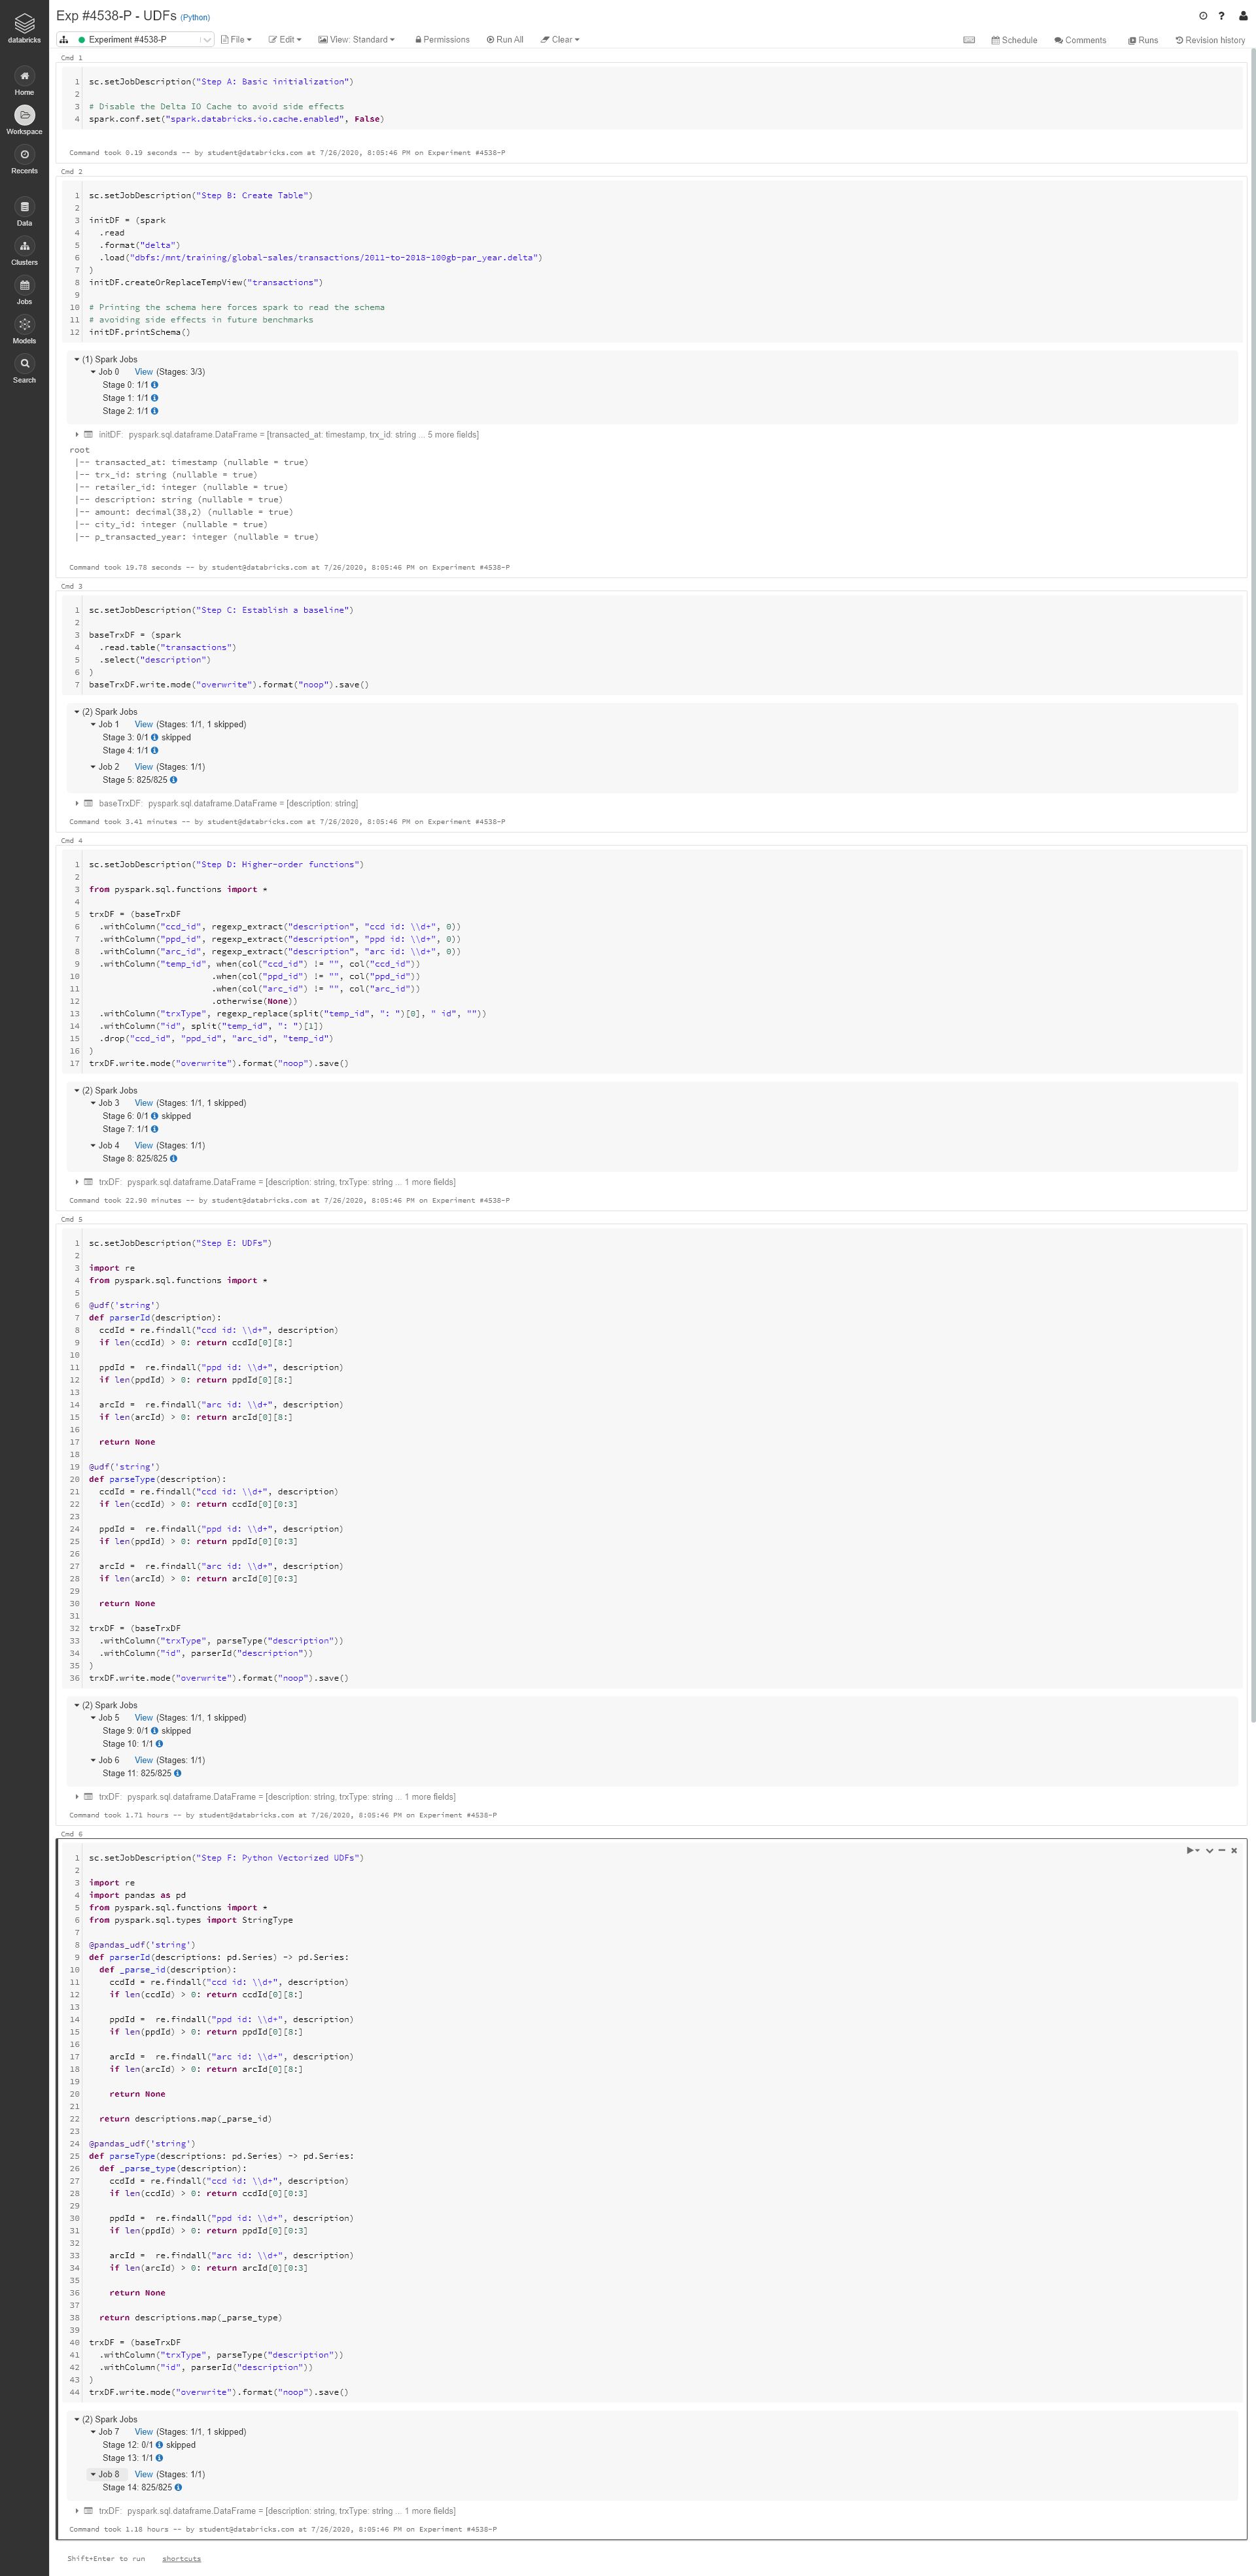 databricks
Home
Workspace
Recents
Data
Clusters
Jobs
Models
Search
Exp #4538-P - UDFs (Python)
Experiment #4538-P File Edit View: Standard Permissions Run All Clear Schedule Comments Runs Revision history
Cmd 1
1 sc.setJobDescription("Step A: Basic initialization")
2
3 # Disable the Delta IO Cache to avoid side effects
4 spark.conf.set("spark.databricks.io.cache.enabled", False)
Command took 0.19 seconds -- by student@databricks.com at 7/26/2020, 8:05:46 PM on Experiment #4538-P
Cmd 2
1 sc.setJobDescription("Step B: Create Table")
2
3 initDF = (spark
4 .read
5 .format("delta")
6 .load("dbfs:/mnt/training/global-sales/transactions/2011-to-2018-100gb-par_year.delta")
7 )
8 initDF.createOrReplaceTempView("transactions")
9
10 # Printing the schema here forces spark to read the schema
11 # avoiding side effects in future benchmarks
12 initDF.printSchema()
(1) Spark Jobs
Job 0 View (Stages: 3/3)
Stage 0: 1/1
Stage 1: 1/1
Stage 2: 1/1
initDF: pyspark.sql.dataframe.DataFrame = [transacted_at: timestamp, trx_id: string ... 5 more fields]
root
|-- transacted_at: timestamp (nullable = true)
|-- trx_id: string (nullable = true)
|-- retailer_id: integer (nullable = true)
|-- description: string (nullable = true)
|-- amount: decimal(38,2) (nullable = true)
|-- city_id: integer (nullable = true)
|-- p_transacted_year: integer (nullable = true)
Command took 19.78 seconds -- by student@databricks.com at 7/26/2020, 8:05:46 PM on Experiment #4538-P
Cmd 3
1 sc.setJobDescription("Step C: Establish a baseline")
2
3 baseTrxDF = (spark
4 .read.table("transactions")
5 .select("description")
6 )
7 baseTrxDF.write.mode("overwrite").format("noop").save()
(2) Spark Jobs
Job 1 View (Stages: 1/1, 1 skipped)
Stage 3: 0/1 skipped
Stage 4: 1/1
Job 2 View (Stages: 1/1)
Stage 5: 825/825
baseTrxDF: pyspark.sql.dataframe.DataFrame = [description: string]
Command took 3.41 minutes -- by student@databricks.com at 7/26/2020, 8:05:46 PM on Experiment #4538-P
Cmd 4
1 sc.setJobDescription("Step D: Higher-order functions")
2
3 from pyspark.sql.functions import *
4
5 trxDF = (baseTrxDF
6 .withColumn("ccd_id", regexp_extract("description", "ccd id: \\d+", 0))
7 .withColumn("ppd_id", regexp_extract("description", "ppd id: \\d+", 0))
8 .withColumn("arc_id", regexp_extract("description", "arc id: \\d+", 0))
9 .withColumn("temp_id", when(col("ccd_id") != "", col("ccd_id"))
10 .when(col("ppd_id") != "", col("ppd_id"))
11 .when(col("arc_id") != "", col("arc_id"))
12 .otherwise(None))
13 .withColumn("trxType", regexp_replace(split("temp_id", ": ")[0], " id", ""))
14 .withColumn("id", split("temp_id", ": ")[1])
15 .drop("ccd_id", "ppd_id", "arc_id", "temp_id")
16 )
17 trxDF.write.mode("overwrite").format("noop").save()
(2) Spark Jobs
Job 3 View (Stages: 1/1, 1 skipped)
Stage 6: 0/1 skipped
Stage 7: 1/1
Job 4 View (Stages: 1/1)
Stage 8: 825/825
trxDF: pyspark.sql.dataframe.DataFrame = [description: string, trxType: string ... 1 more fields]
Command took 22.90 minutes -- by student@databricks.com at 7/26/2020, 8:05:46 PM on Experiment #4538-P
Cmd 5
1 sc.setJobDescription("Step E: UDFs")
2
3 import re
4 from pyspark.sql.functions import *
5
6 @udf('string')
7 def parserId(description):
8 ccdId = re.findall("ccd id: \\d+", description)
9 if len(ccdId) > 0: return ccdId[0][8:]
10
11 ppdId = re.findall("ppd id: \\d+", description)
12 if len(ppdId) > 0: return ppdId[0][8:]
13
14 arcId = re.findall("arc id: \\d+", description)
15 if len(arcId) > 0: return arcId[0][8:]
16
17 return None
18
19 @udf('string')
20 def parseType(description):
21 ccdId = re.findall("ccd id: \\d+", description)
22 if len(ccdId) > 0: return ccdId[0][0:3]
23
24 ppdId = re.findall("ppd id: \\d+", description)
25 if len(ppdId) > 0: return ppdId[0][0:3]
26
27 arcId = re.findall("arc id: \\d+", description)
28 if len(arcId) > 0: return arcId[0][0:3]
29
30 return None
31
32 trxDF = (baseTrxDF
33 .withColumn("trxType", parseType("description"))
34 .withColumn("id", parserId("description"))
35 )
36 trxDF.write.mode("overwrite").format("noop").save()
(2) Spark Jobs
Job 5 View (Stages: 1/1, 1 skipped)
Stage 9: 0/1 skipped
Stage 10: 1/1
Job 6 View (Stages: 1/1)
Stage 11: 825/825
trxDF: pyspark.sql.dataframe.DataFrame = [description: string, trxType: string ... 1 more fields]
Command took 1.71 hours -- by student@databricks.com at 7/26/2020, 8:05:46 PM on Experiment #4538-P
Cmd 6
1 sc.setJobDescription("Step F: Python Vectorized UDFs")
2
3 import re
4 import pandas as pd
5 from pyspark.sql.functions import *
6 from pyspark.sql.types import StringType
7
8 @pandas_udf('string')
9 def parserId(descriptions: pd.Series) -> pd.Series:
10 def _parse_id(description):
11 ccdId = re.findall("ccd id: \\d+", description)
12 if len(ccdId) > 0: return ccdId[0][8:]
13
14 ppdId = re.findall("ppd id: \\d+", description)
15 if len(ppdId) > 0: return ppdId[0][8:]
16
17 arcId = re.findall("arc id: \\d+", description)
18 if len(arcId) > 0: return arcId[0][8:]
19
20 return None
21
22 return descriptions.map(_parse_id)
23
24 @pandas_udf('string')
25 def parseType(descriptions: pd.Series) -> pd.Series:
26 def _parse_type(description):
27 ccdId = re.findall("ccd id: \\d+", description)
28 if len(ccdId) > 0: return ccdId[0][0:3]
29
30 ppdId = re.findall("ppd id: \\d+", description)
31 if len(ppdId) > 0: return ppdId[0][0:3]
32
33 arcId = re.findall("arc id: \\d+", description)
34 if len(arcId) > 0: return arcId[0][0:3]
35
36 return None
37
38 return descriptions.map(_parse_type)
39
40 trxDF = (baseTrxDF
41 .withColumn("trxType", parseType("description"))
42 .withColumn("id", parserId("description"))
43 )
44 trxDF.write.mode("overwrite").format("noop").save()
(2) Spark Jobs
Job 7 View (Stages: 1/1, 1 skipped)
Stage 12: 0/1 skipped
Stage 13: 1/1
Job 8 View (Stages: 1/1)
Stage 14: 825/825
trxDF: pyspark.sql.dataframe.DataFrame = [description: string, trxType: string ... 1 more fields]
Command took 1.18 hours -- by student@databricks.com at 7/26/2020, 8:05:46 PM on Experiment #4538-P
Shift+Enter to run shortcuts